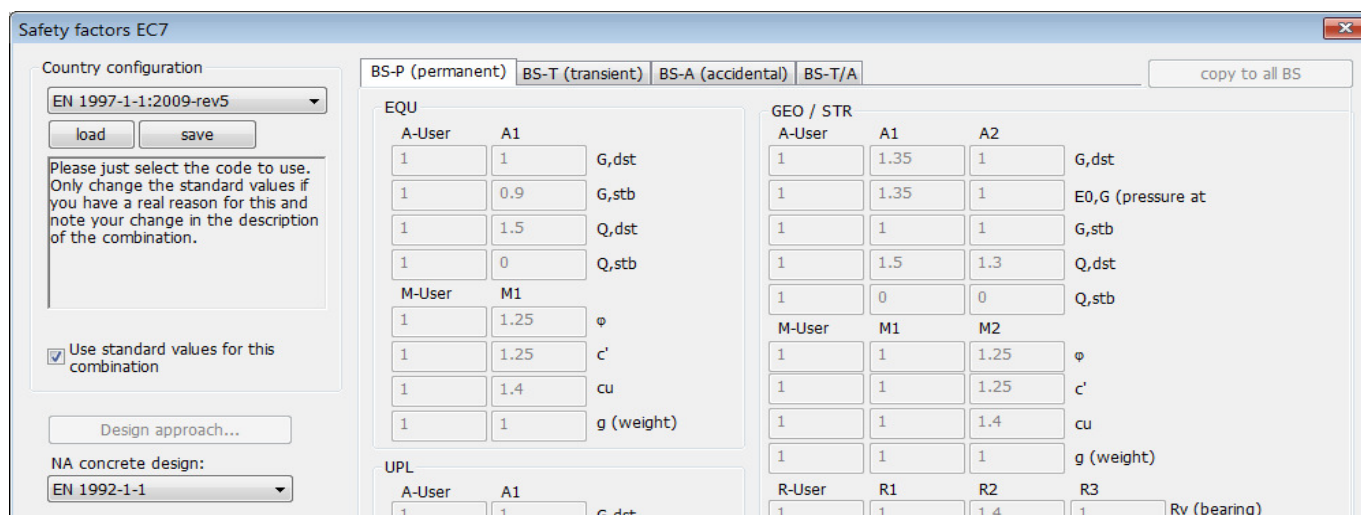 Safety factors EC7
Country configuration
EN 1997-1-1:2009-rev5
load save
Please just select the code to use.
Only change the standard values if
you have a real reason for this and
note your change in the description
of the combination.
Use standard values for this
combination
Design approach...
NA concrete design:
EN 1992-1-1
BS-P (permanent) BS-T (transient) BS-A (accidental) BS-T/A
copy to all BS
EQU
A-User A1
1 1 G,dst
1 0.9 G,stb
1 1.5 Q,dst
1 0 Q,stb
M-User M1
1 1.25 φ
1 1.25 c'
1 1.4 cu
1 1 g (weight)
UPL
A-User A1
1 1 G,dst
GEO / STR
A-User A1 A2
1 1.35 1 G,dst
1 1.35 1 E0,G (pressure at
1 1 1 G,stb
1 1.5 1.3 Q,dst
1 0 0 Q,stb
M-User M1 M2
1 1 1.25 φ
1 1 1.25 c'
1 1 1.4 cu
1 1 1 g (weight)
R-User R1 R2 R3
1 1 1.4 1 Rv (bearing)